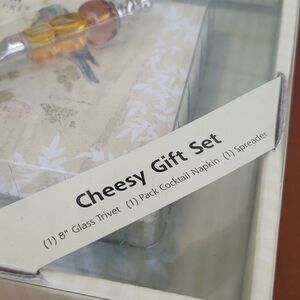 Cheesy Gift Set
(1) 8" Glass Trivet (1) Pack Cocktail Napkin (1) Spreader